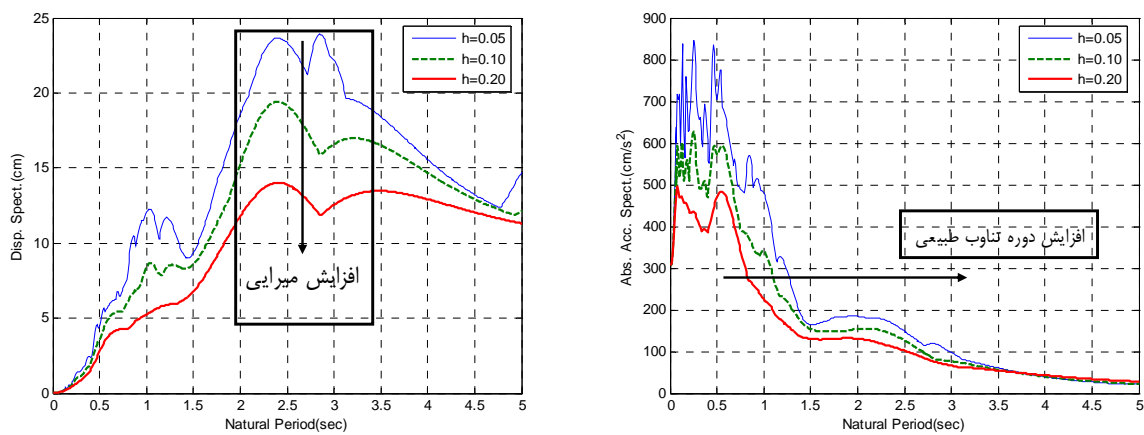 25
20
15
10
5
0
Disp. Spect.(cm)
0 0.5 1 1.5 2 2.5 3 3.5 4 4.5 5
Natural Period(sec)
h=0.05
h=0.10
h=0.20
افزایش میرایی
900
800
700
600
500
400
300
200
100
0
Abs. Acc. Spect.(cm/s²)
0 0.5 1 1.5 2 2.5 3 3.5 4 4.5 5
Natural Period(sec)
h=0.05
h=0.10
h=0.20
افزایش دوره تناوب طبیعی